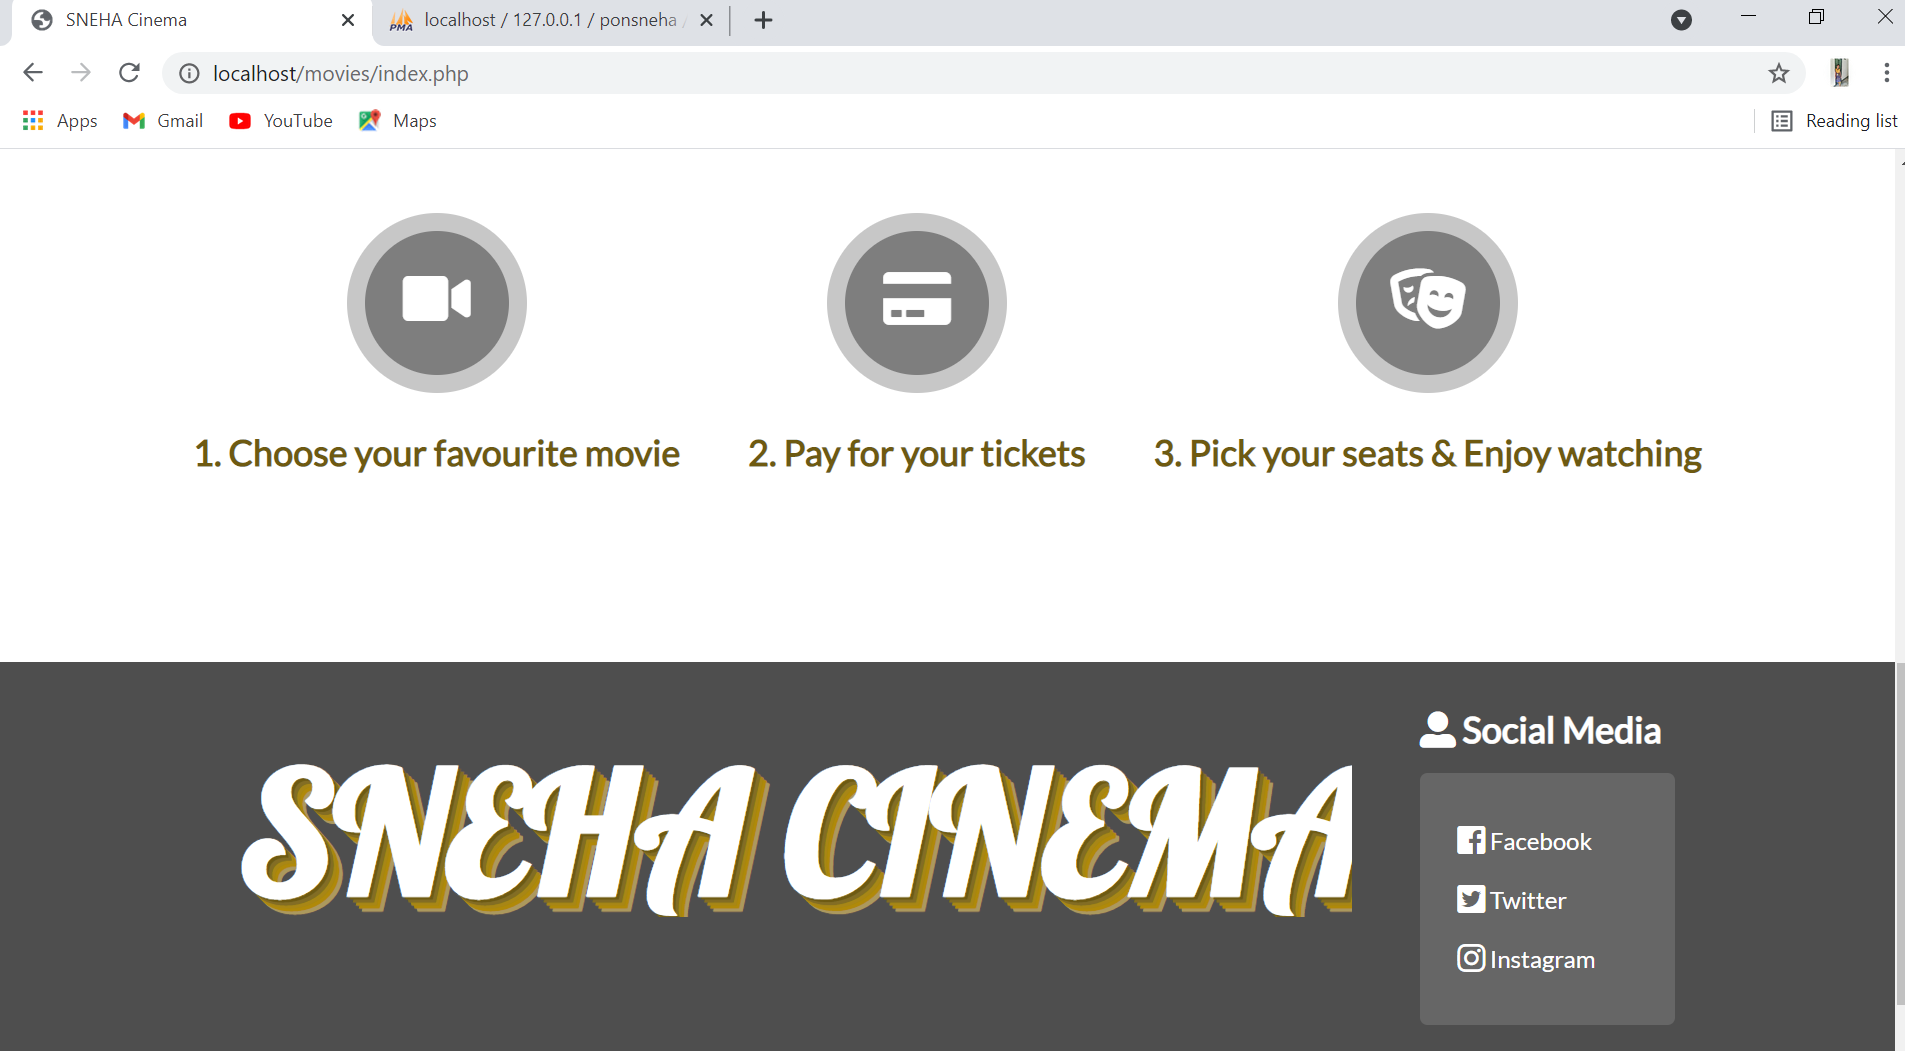 SNEHA Cinema
localhost / 127.0.0.1 / ponsneha /
localhost/movies/index.php
Apps Gmail YouTube Maps Reading list
1. Choose your favourite movie
2. Pay for your tickets
3. Pick your seats & Enjoy watching
SNEHA CINEMA
Social Media
Facebook
Twitter
Instagram